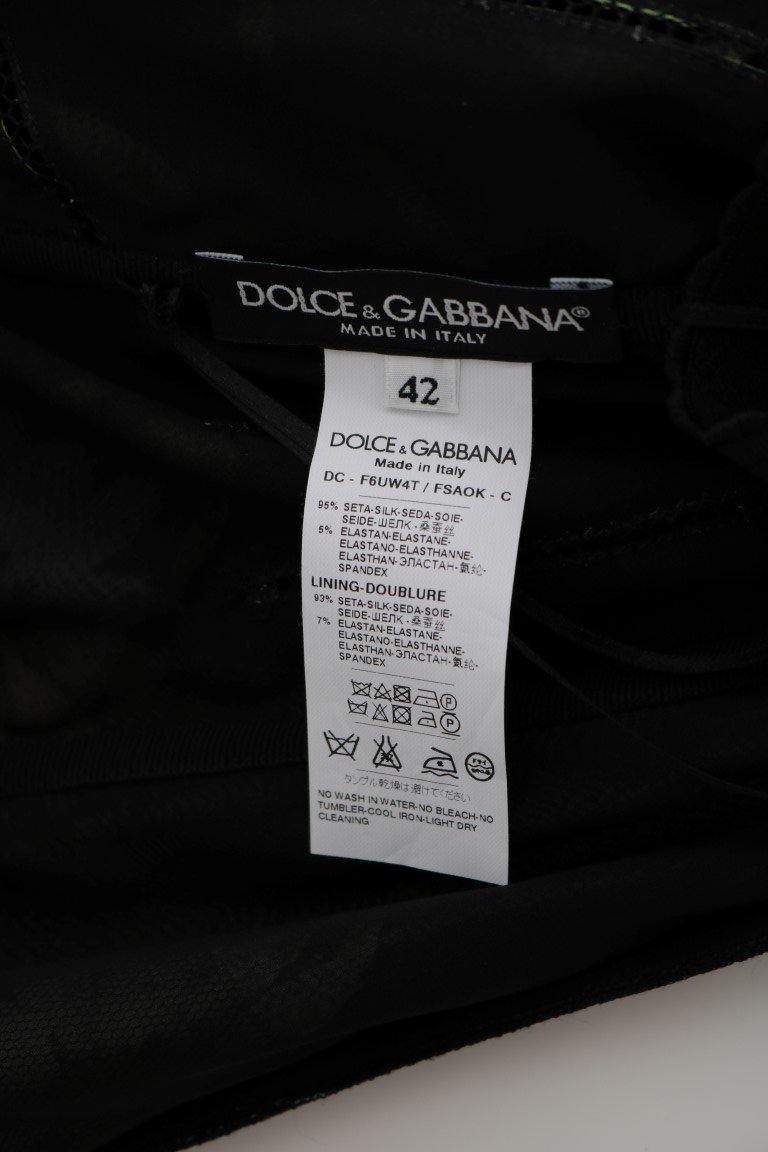 DOLCE & GABBANA®
MADE IN ITALY
42
DOLCE & GABBANA
Made in Italy
DC - F6UW4T / FSAOK - C
95% SETA-SILK-SEDA-SOIE-
SEIDE-ШЕЛК-桑蚕丝
5% ELASTAN-ELASTANE-
ELASTANO-ELASTHANNE-
ELASTHAN-ЭЛАСТАН-氨纶-
SPANDEX
LINING-DOUBLURE
93% SETA-SILK-SEDA-SOIE-
SEIDE-ШЕЛК-桑蚕丝
7% ELASTAN-ELASTANE-
ELASTANO-ELASTHANNE-
ELASTHAN-ЭЛАСТАН-氨纶-
SPANDEX
P
P
ドライ
タンブル乾燥は避けてください
NO WASH IN WATER-NO BLEACH-NO
TUMBLER-COOL IRON-LIGHT DRY
CLEANING